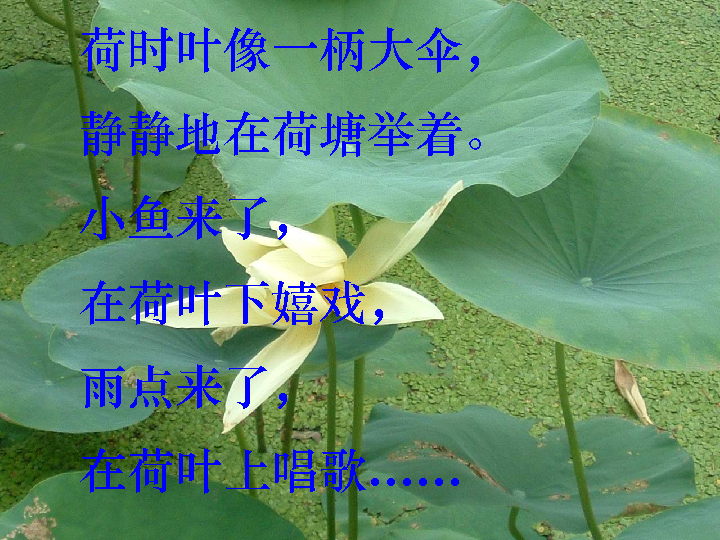 荷时叶像一柄大伞，
静静地在荷塘举着。
小鱼来了，
在荷叶下嬉戏，
雨点来了，
在荷叶上唱歌……